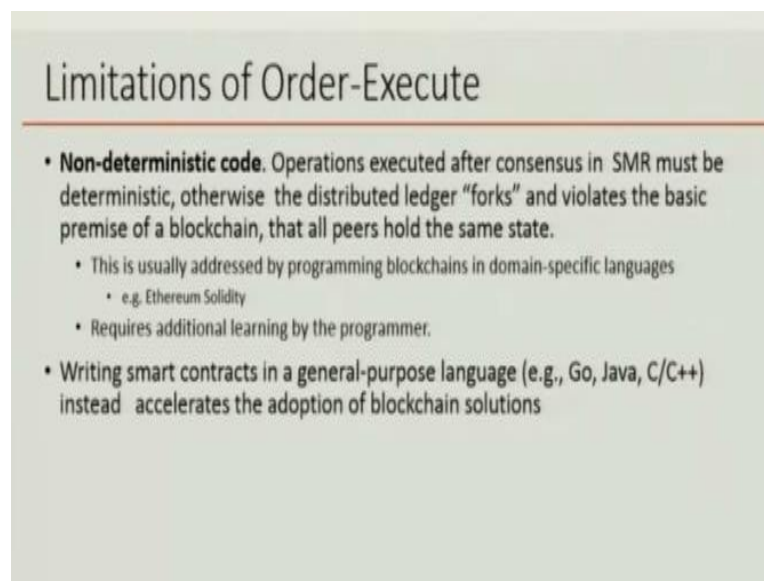 Limitations of Order-Execute
• Non-deterministic code. Operations executed after consensus in SMR must be
deterministic, otherwise the distributed ledger “forks” and violates the basic
premise of a blockchain, that all peers hold the same state.
• This is usually addressed by programming blockchains in domain-specific languages
• e.g. Ethereum Solidity
• Requires additional learning by the programmer.
• Writing smart contracts in a general-purpose language (e.g., Go, Java, C/C++)
instead accelerates the adoption of blockchain solutions